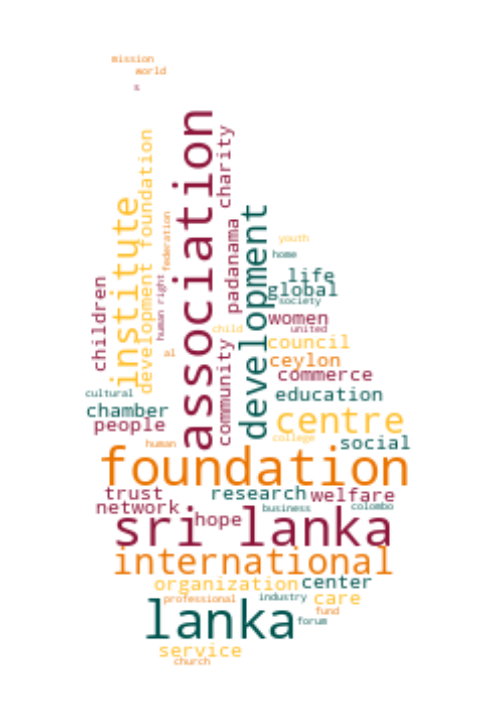 mission
world
s
association
charity
institute
development foundation
federation
development
padanama
human right
children
youth
home
life
global
society
women
united
child
council
al
ceylon
commerce
community
cultural
education
chamber
centre
people
college
social
human
foundation
trust
research
welfare
network
business
colombo
hope
sri lanka
international
organization
center
professional
industry
care
lanka
fund
forum
service
church